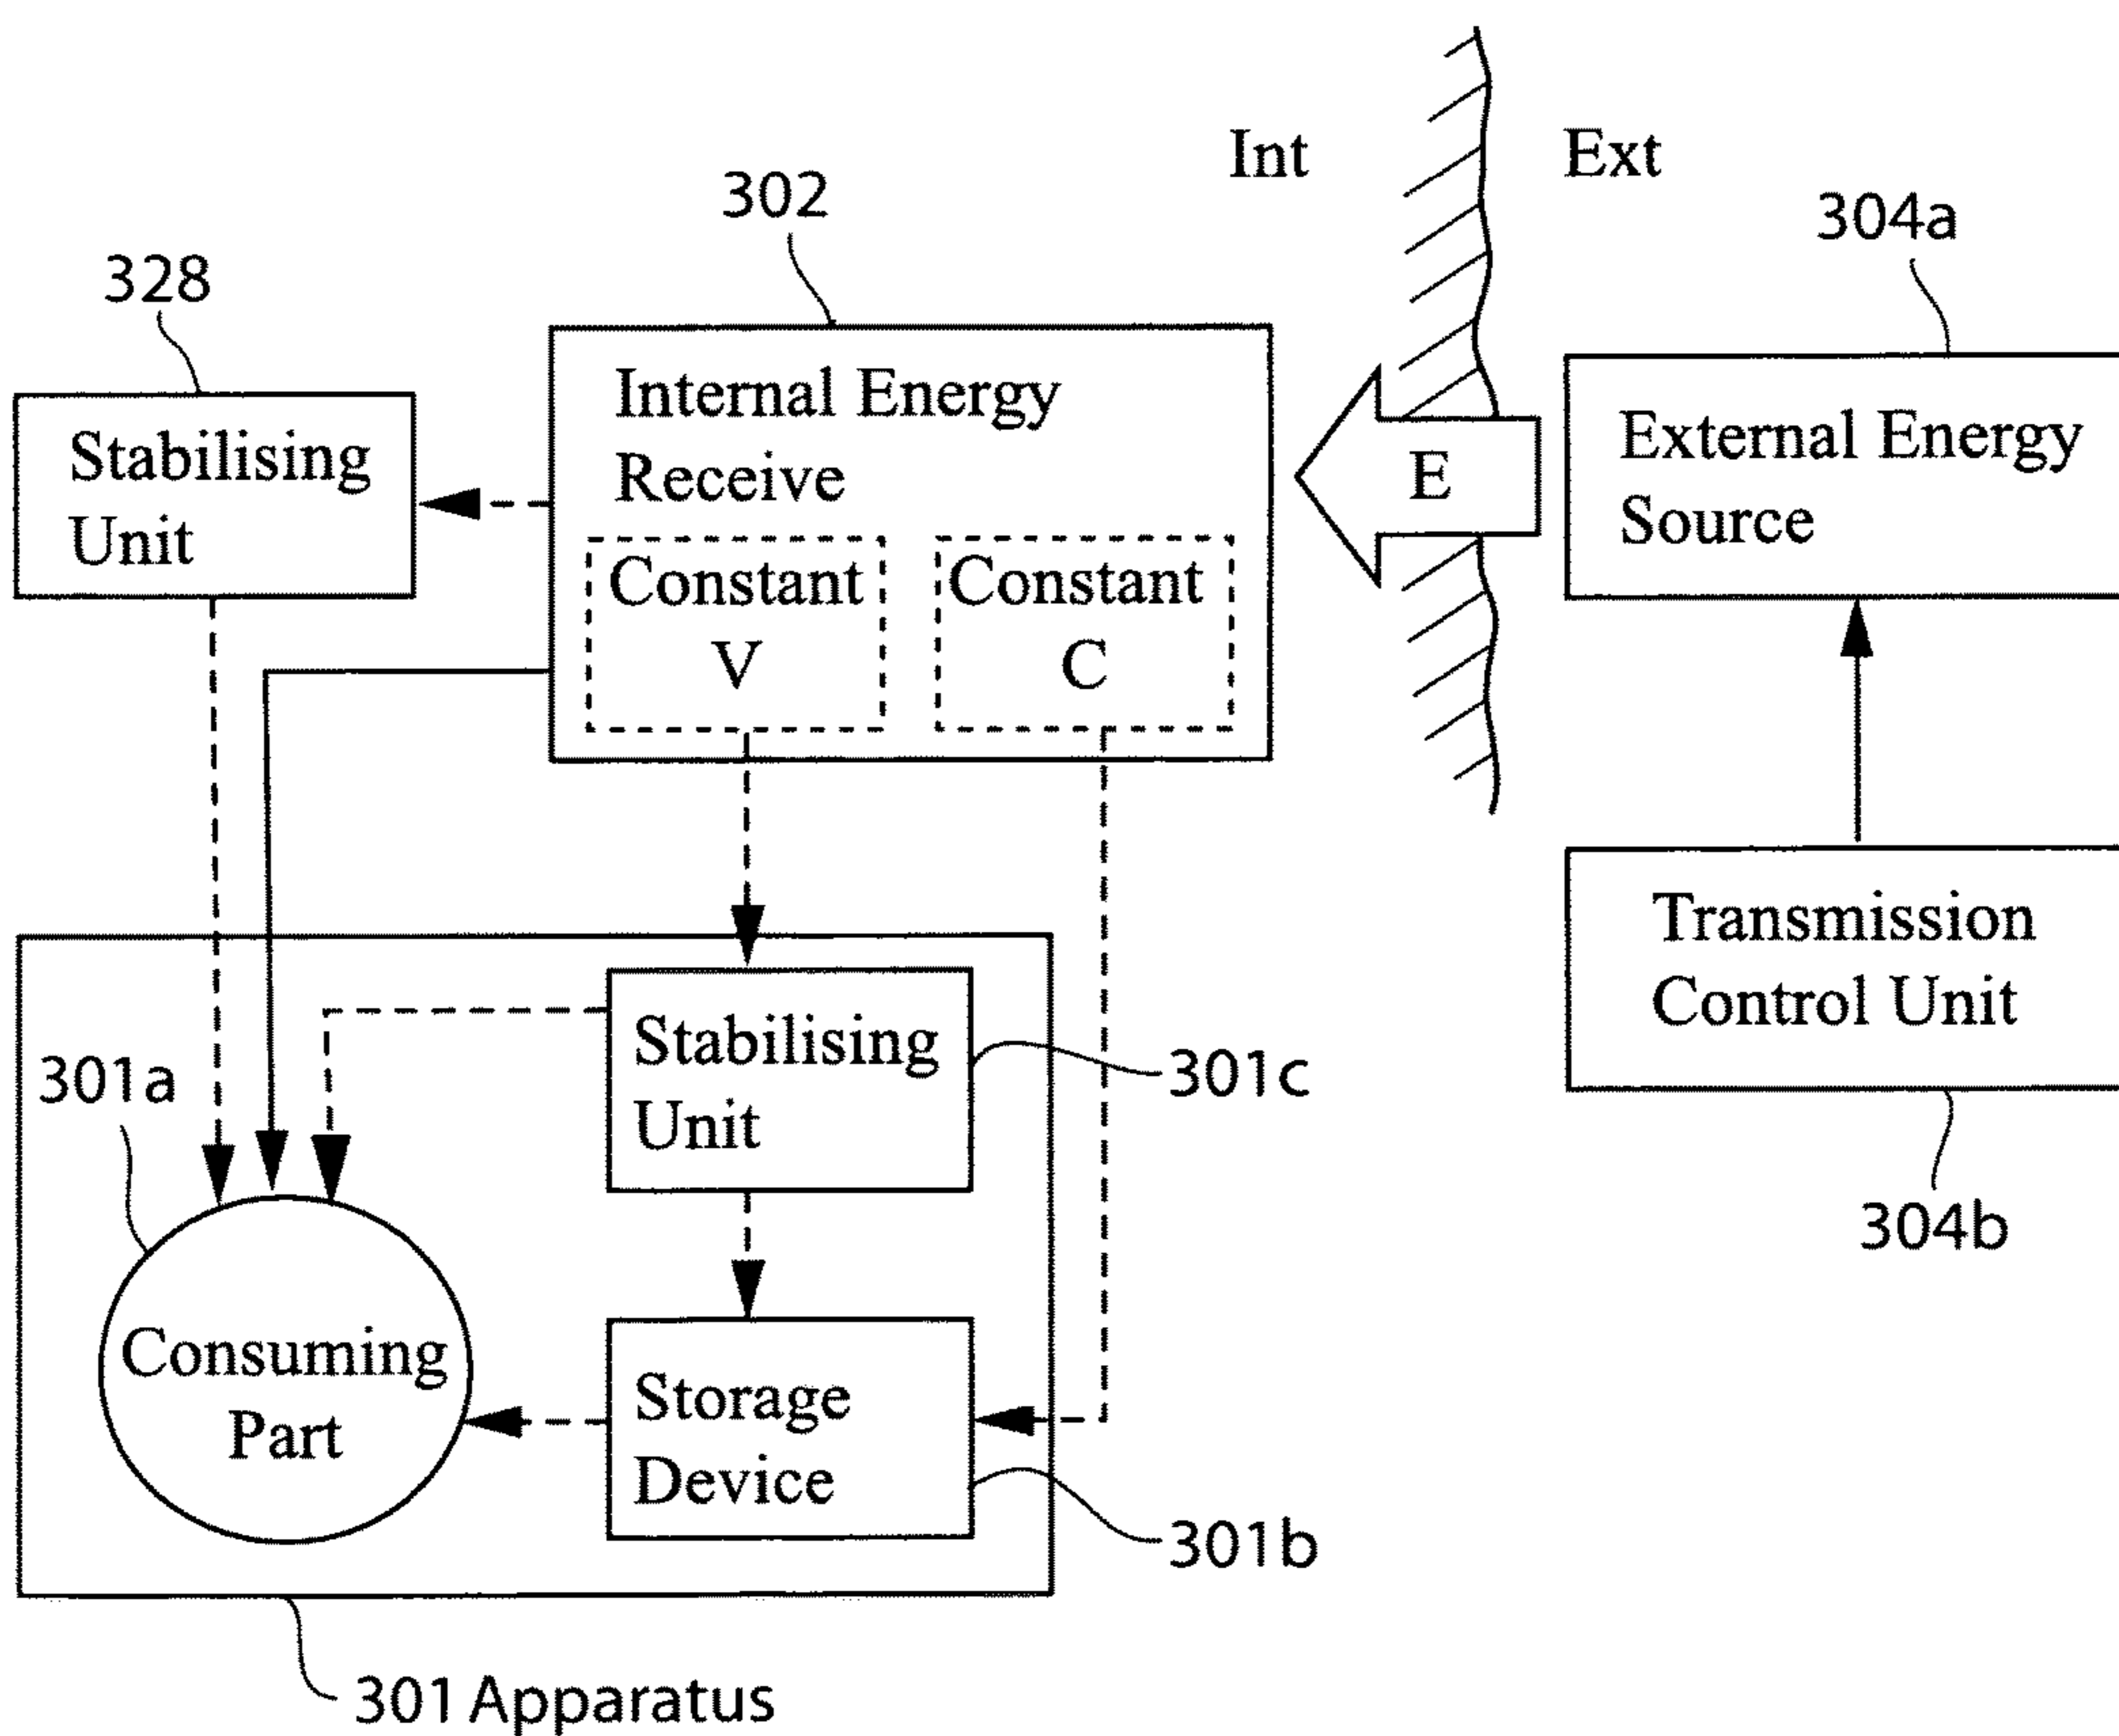 Int
Ext
302
304a
328
Internal Energy
Receive
External Energy
Source
E
Stabilising
Unit
Constant
V
Constant
C
Transmission
Control Unit
304b
301a
Stabilising
Unit
301c
Consuming
Part
Storage
Device
301b
301 Apparatus